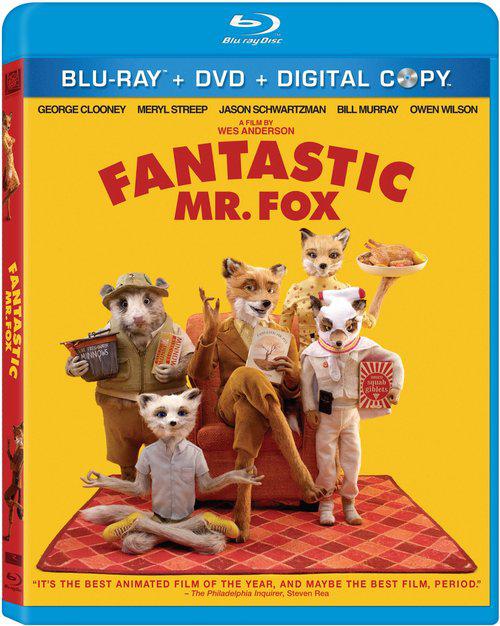 Blu-ray Disc
BLU-RAY™ + DVD + DIGITAL COPY™
GEORGE CLOONEY MERYL STREEP JASON SCHWARTZMAN BILL MURRAY OWEN WILSON
A FILM BY
WES ANDERSON
FANTASTIC
MR. FOX
FANTASTIC
MR. FOX
MINNOWS
squab
giblets
“IT’S THE BEST ANIMATED FILM OF THE YEAR, AND MAYBE THE BEST FILM, PERIOD.”
– The Philadelphia Inquirer, Steven Rea